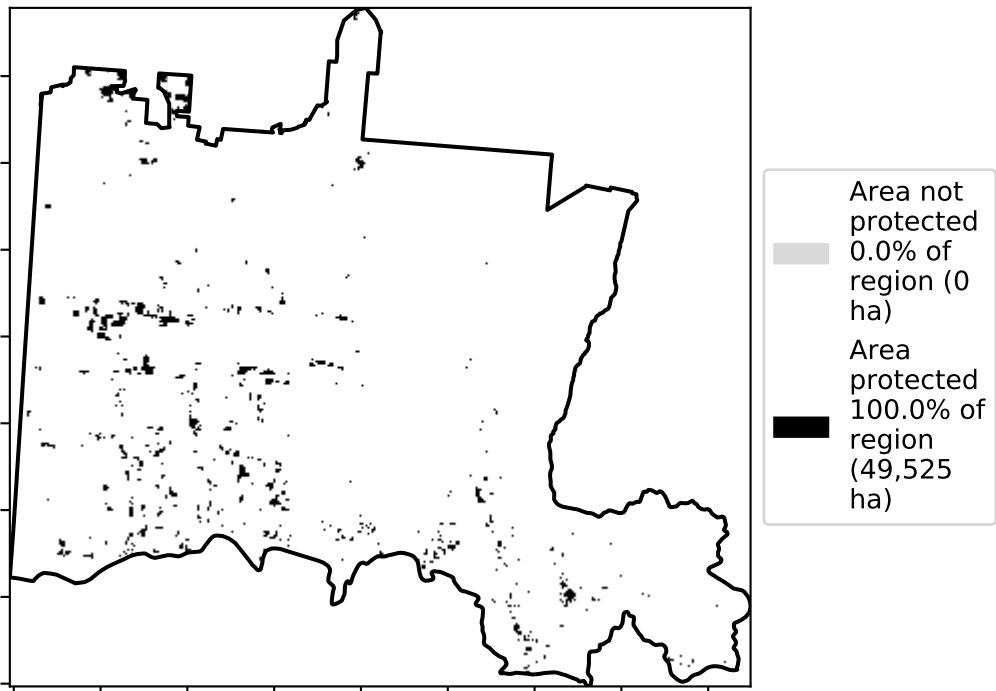 Area not
protected
0.0% of
region (0
ha)
Area
protected
100.0% of
region
(49,525
ha)